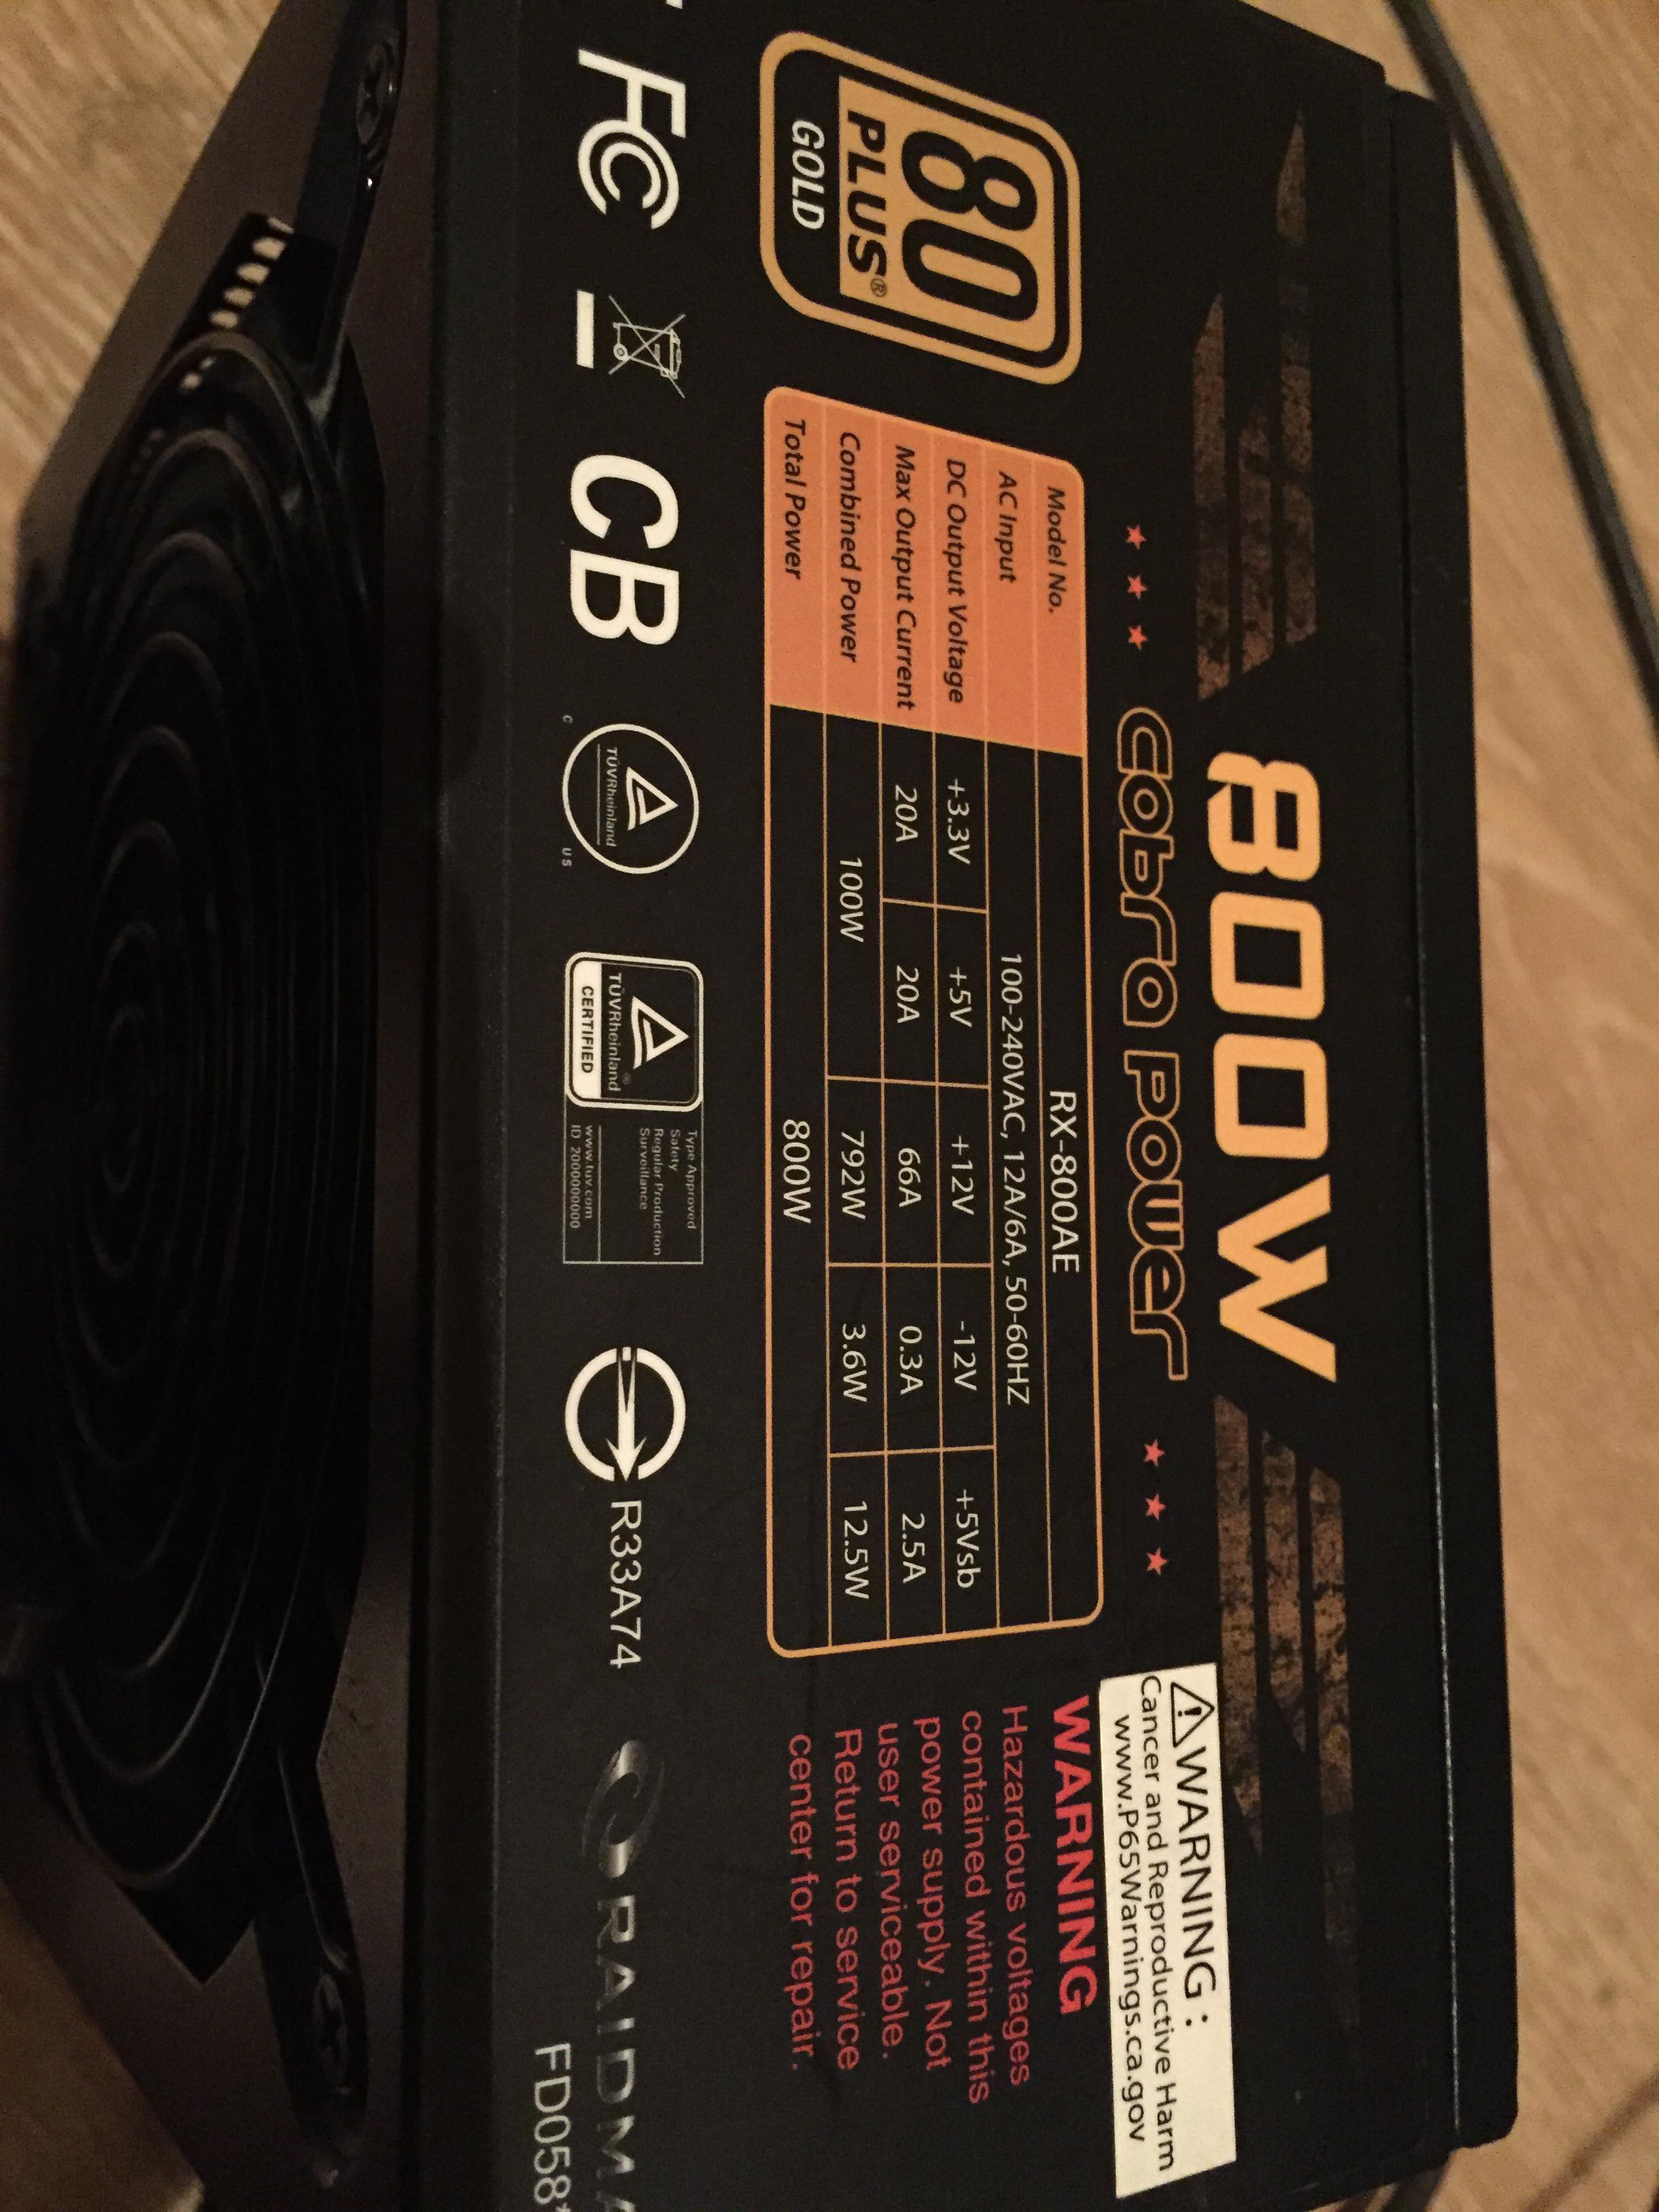 800W
cobra power
80
PLUS®
GOLD
Model No. RX-800AE
AC Input 100-240VAC, 12A/6A, 50-60HZ
DC Output Voltage +3.3V +5V +12V -12V +5Vsb
Max Output Current 20A 20A 66A 0.3A 2.5A
Combined Power 100W 792W 3.6W 12.5W
Total Power 800W
WARNING :
Cancer and Reproductive Harm
www.P65Warnings.ca.gov
WARNING
Hazardous voltages
contained within this
power supply. Not
user serviceable.
Return to service
center for repair.
FC
CB
TÜVRheinland
C US
TÜVRheinland®
CERTIFIED
Type Approved
Safety
Regular Production
Surveillance
www.tuv.com
ID 2000000000
R33A74
RAIDMA
FD058